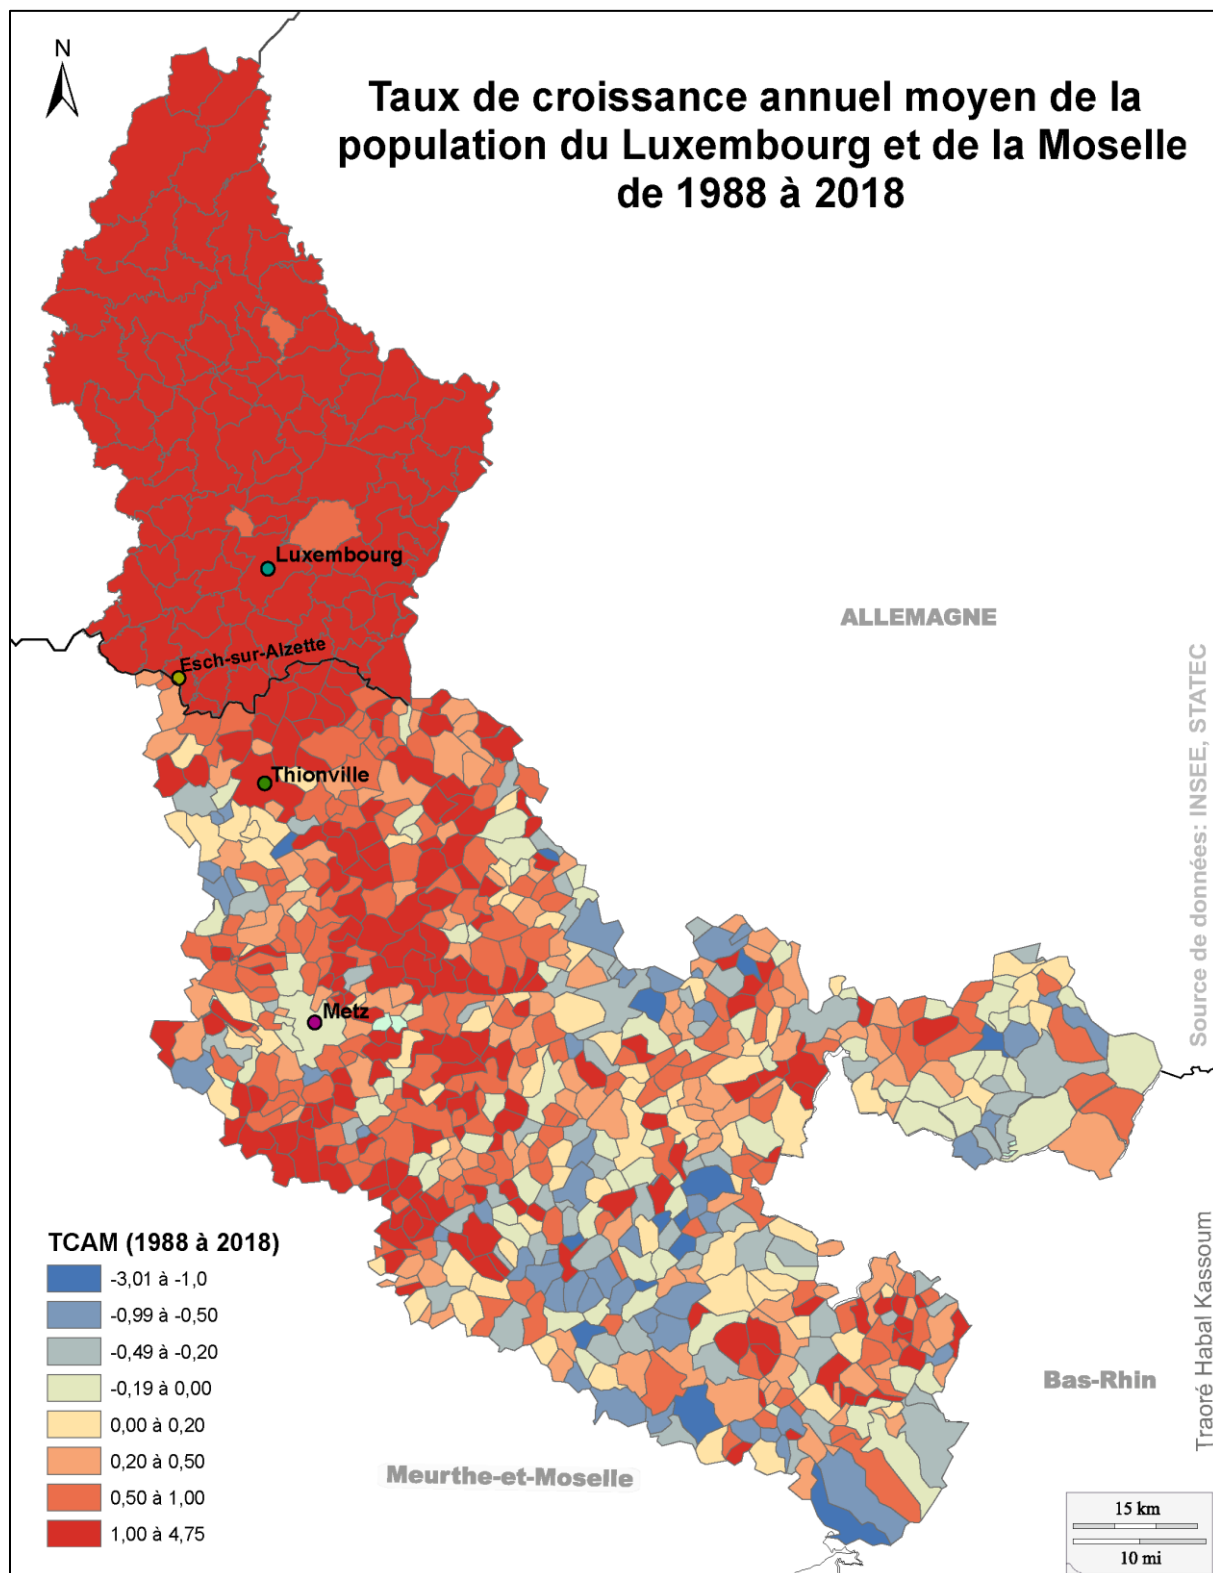 N
Taux de croissance annuel moyen de la
population du Luxembourg et de la Moselle
de 1988 à 2018
Luxembourg
ALLEMAGNE
Esch-sur-Alzette
Thionville
Source de données: INSEE, STATEC
Metz
TCAM (1988 à 2018)
-3,01 à -1,0
-0,99 à -0,50
-0,49 à -0,20
-0,19 à 0,00
0,00 à 0,20
0,20 à 0,50
0,50 à 1,00
1,00 à 4,75
Bas-Rhin
Traoré Habal Kassoum
Meurthe-et-Moselle
15 km
10 mi